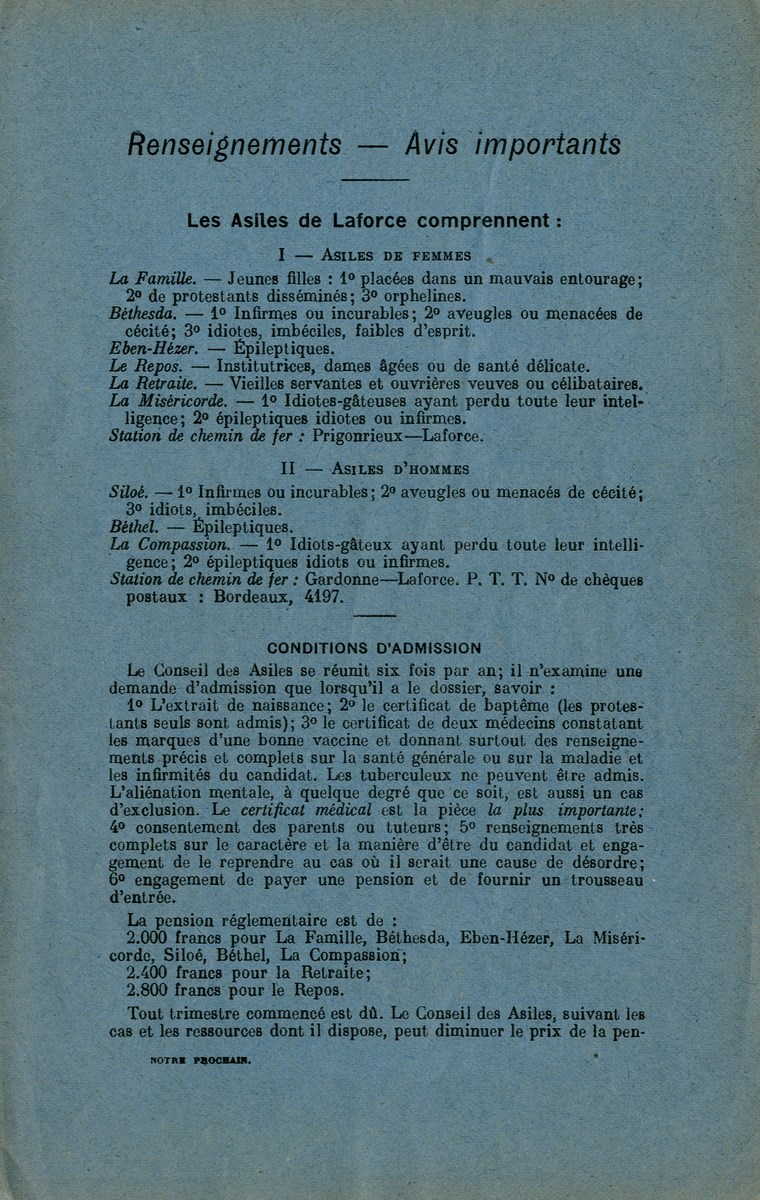 Renseignements — Avis importants
Les Asiles de Laforce comprennent :
I — ASILES DE FEMMES
La Famille. — Jeunes filles : 1º placées dans un mauvais entourage;
2º de protestants disséminés; 3º orphelines.
Béthesda. — 1º Infirmes ou incurables; 2º aveugles ou menacées de
cécité; 3º idiotes, imbéciles, faibles d'esprit.
Eben-Hézer. — Épileptiques.
Le Repos. — Institutrices, dames âgées ou de santé délicate.
La Retraite. — Vieilles servantes et ouvrières veuves ou célibataires.
La Miséricorde. — 1º Idiotes-gâteuses ayant perdu toute leur intel-
ligence; 2º épileptiques idiotes ou infirmes.
Station de chemin de fer : Prigonrieux—Laforce.
II — ASILES D'HOMMES
Siloé. — 1º Infirmes ou incurables; 2º aveugles ou menacés de cécité;
3º idiots, imbéciles.
Béthel. — Épileptiques.
La Compassion. — 1º Idiots-gâteux ayant perdu toute leur intelli-
gence; 2º épileptiques idiots ou infirmes.
Station de chemin de fer : Gardonne—Laforce. P. T. T. Nº de chèques
postaux : Bordeaux, 4197.
CONDITIONS D'ADMISSION
Le Conseil des Asiles se réunit six fois par an; il n'examine une
demande d'admission que lorsqu'il a le dossier, savoir :
1º L'extrait de naissance; 2º le certificat de baptême (les protes-
tants seuls sont admis); 3º le certificat de deux médecins constatant
les marques d'une bonne vaccine et donnant surtout des renseigne-
ments précis et complets sur la santé générale ou sur la maladie et
les infirmités du candidat. Les tuberculeux ne peuvent être admis.
L'aliénation mentale, à quelque degré que ce soit, est aussi un cas
d'exclusion. Le certificat médical est la pièce la plus importante;
4º consentement des parents ou tuteurs; 5º renseignements très
complets sur le caractère et la manière d'être du candidat et enga-
gement de le reprendre au cas où il serait une cause de désordre;
6º engagement de payer une pension et de fournir un trousseau
d'entrée.
La pension réglementaire est de :
2.000 francs pour La Famille, Béthesda, Eben-Hézer, La Miséri-
corde, Siloé, Béthel, La Compassion;
2.400 francs pour la Retraite;
2.800 francs pour le Repos.
Tout trimestre commencé est dû. Le Conseil des Asiles, suivant les
cas et les ressources dont il dispose, peut diminuer le prix de la pen-
NOTRE PROCHAIN.